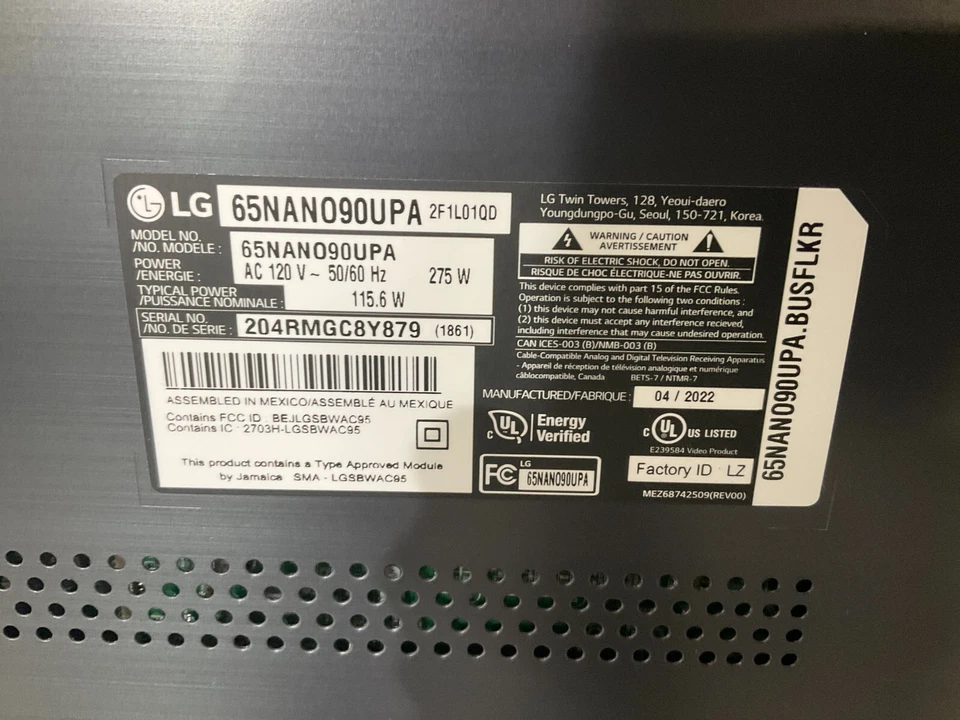 LG 65NANO90UPA 2F1L01QD
MODEL NO.
/NO. MODÈLE : 65NANO90UPA
POWER
/ENERGIE : AC 120 V ~ 50/60 Hz 275 W
TYPICAL POWER
/PUISSANCE NOMINALE : 115.6 W
SERIAL NO.
/NO. DE SERIE : 204RMGC8Y879 (1861)
ASSEMBLED IN MEXICO/ASSEMBLÉ AU MEXIQUE
Contains FCC ID : BEJLGSBWAC95
Contains IC : 2703H-LGSBWAC95
This product contains a Type Approved Module
by Jamaica SMA - LGSBWAC95
LG Twin Towers, 128, Yeoui-daero
Youngdungpo-Gu, Seoul, 150-721, Korea.
WARNING / CAUTION
AVERTISSEMENT
RISK OF ELECTRIC SHOCK, DO NOT OPEN.
RISQUE DE CHOC ÉLECTRIQUE-NE PAS OUVRIR.
This device complies with part 15 of the FCC Rules.
Operation is subject to the following two conditions :
(1) this device may not cause harmful interference, and
(2) this device must accept any interference recieved,
including interference that may cause undesired operation.
CAN ICES-003 (B)/NMB-003 (B)
Cable-Compatible Analog and Digital Television Receiving Apparatus
- Appareil de réception de télévision analogique et numérique
câblocompatible, Canada BETS-7 / NTMR-7
MANUFACTURED/FABRIQUE : 04 / 2022
C UL Energy
Verified
C UL US LISTED
E239584 Video Product
FC LG
65NANO90UPA
Factory ID : LZ
MEZ68742509(REV00)
65NANO90UPA.BUSFLKR